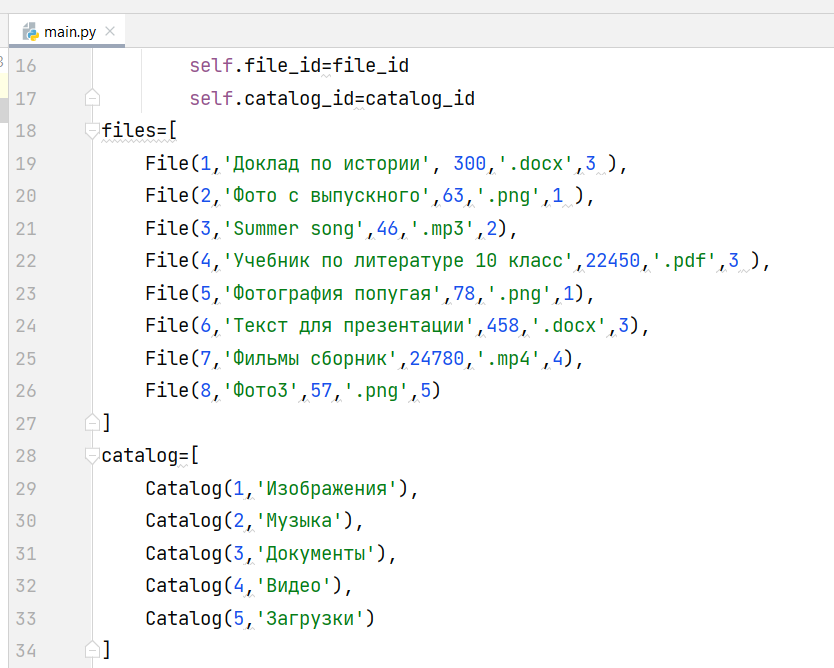 main.py
16 self.file_id=file_id
17 self.catalog_id=catalog_id
18 files=[
19 File(1,'Доклад по истории', 300,'.docx',3 ),
20 File(2,'Фото с выпускного',63,'.png',1 ),
21 File(3,'Summer song',46,'.mp3',2),
22 File(4,'Учебник по литературе 10 класс',22450,'.pdf',3 ),
23 File(5,'Фотография попугая',78,'.png',1),
24 File(6,'Текст для презентации',458,'.docx',3),
25 File(7,'Фильмы сборник',24780,'.mp4',4),
26 File(8,'Фото3',57,'.png',5)
27 ]
28 catalog=[
29 Catalog(1,'Изображения'),
30 Catalog(2,'Музыка'),
31 Catalog(3,'Документы'),
32 Catalog(4,'Видео'),
33 Catalog(5,'Загрузки')
34 ]